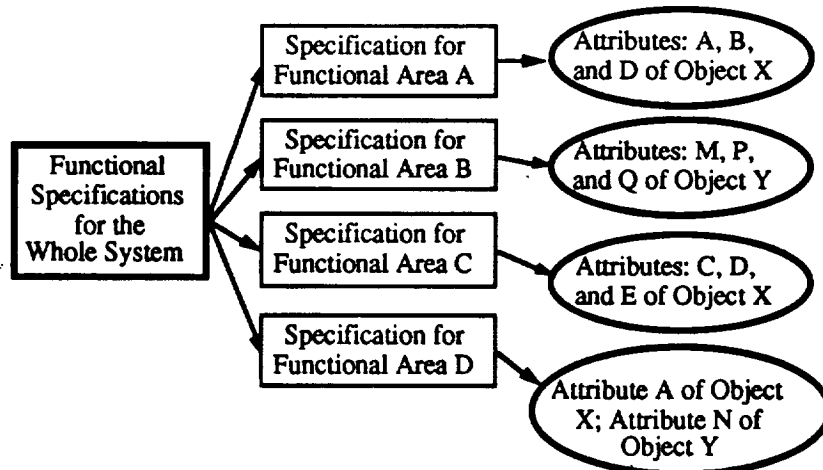 Functional
Specifications
for the
Whole System
Specification for
Functional Area A
Attributes: A, B,
and D of Object X
Specification for
Functional Area B
Attributes: M, P,
and Q of Object Y
Specification for
Functional Area C
Attributes: C, D,
and E of Object X
Specification for
Functional Area D
Attribute A of Object
X; Attribute N of
Object Y